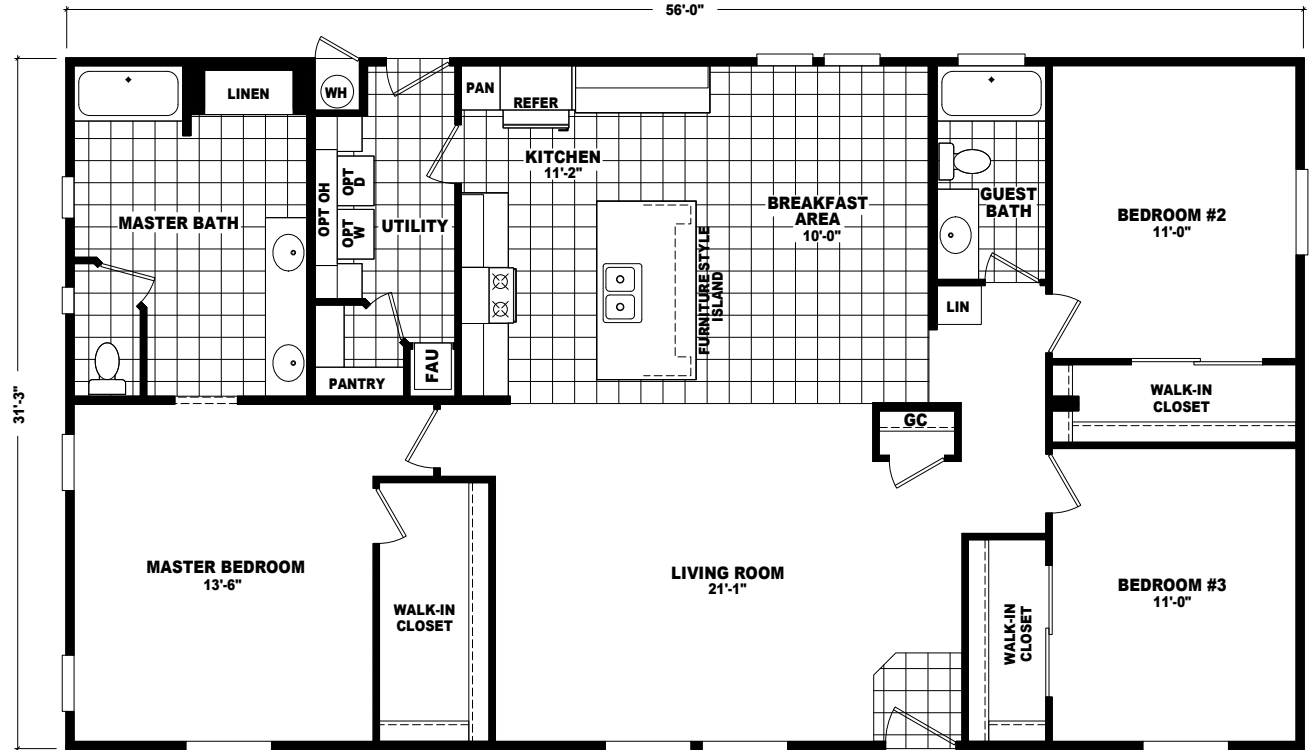 56'-0"
31'-3"
LINEN
WH
PAN
REFER
KITCHEN
11'-2"
OPT OH
OPT
D
OPT
W
UTILITY
MASTER BATH
BREAKFAST
AREA
10'-0"
FURNITURE STYLE
ISLAND
GUEST
BATH
BEDROOM #2
11'-0"
LIN
PANTRY
FAU
WALK-IN
CLOSET
GC
MASTER BEDROOM
13'-6"
WALK-IN
CLOSET
LIVING ROOM
21'-1"
WALK-IN
CLOSET
BEDROOM #3
11'-0"